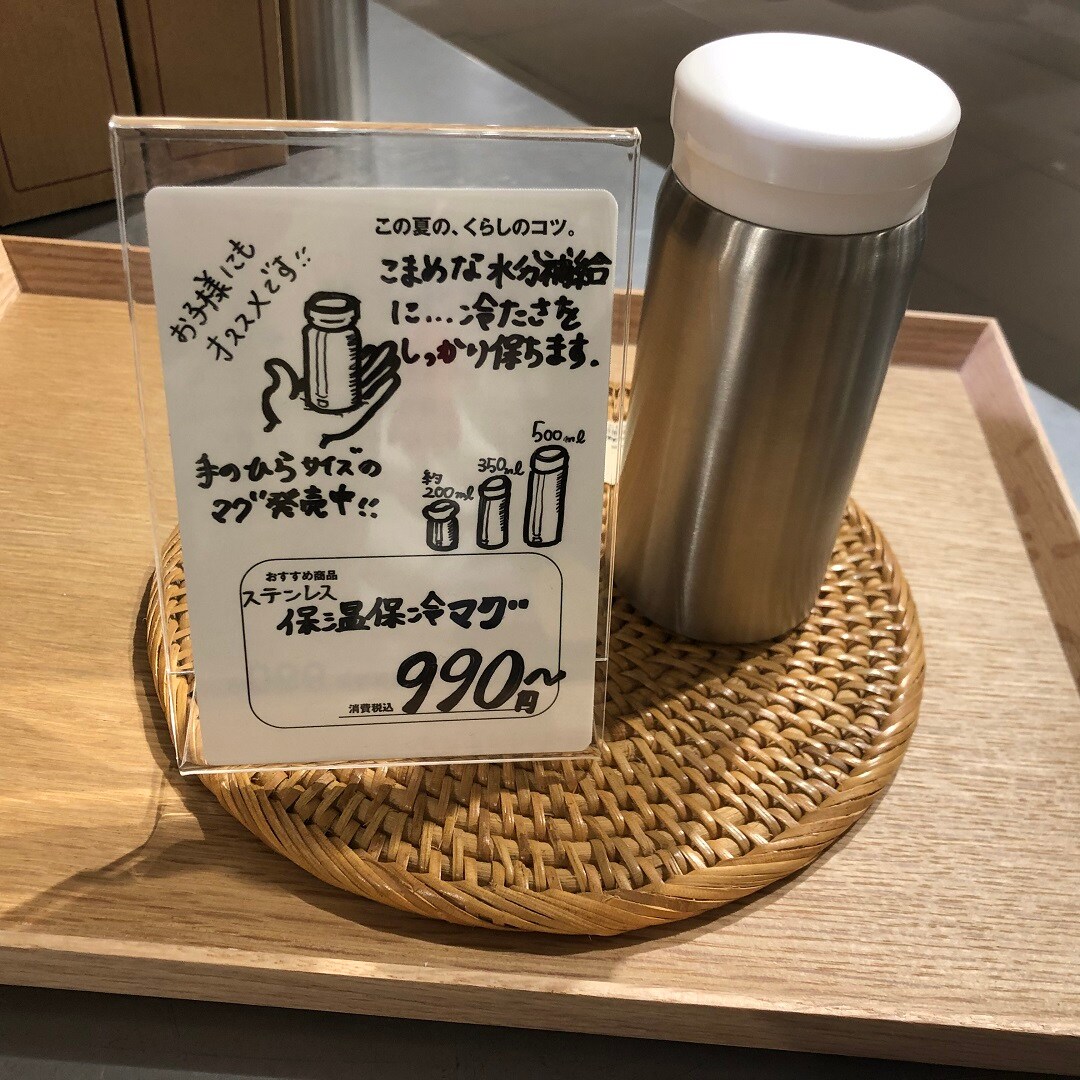 この夏の、くらしのコツ。
こまめな水分補給
に…冷たさを
しっかり保ちます.
お子様にも
オススメです!!
手のひらサイズの
マグ発売中!!
約
200ml
350ml
500ml
おすすめ商品
ステンレス
保温保冷マグ
消費税込 990円〜